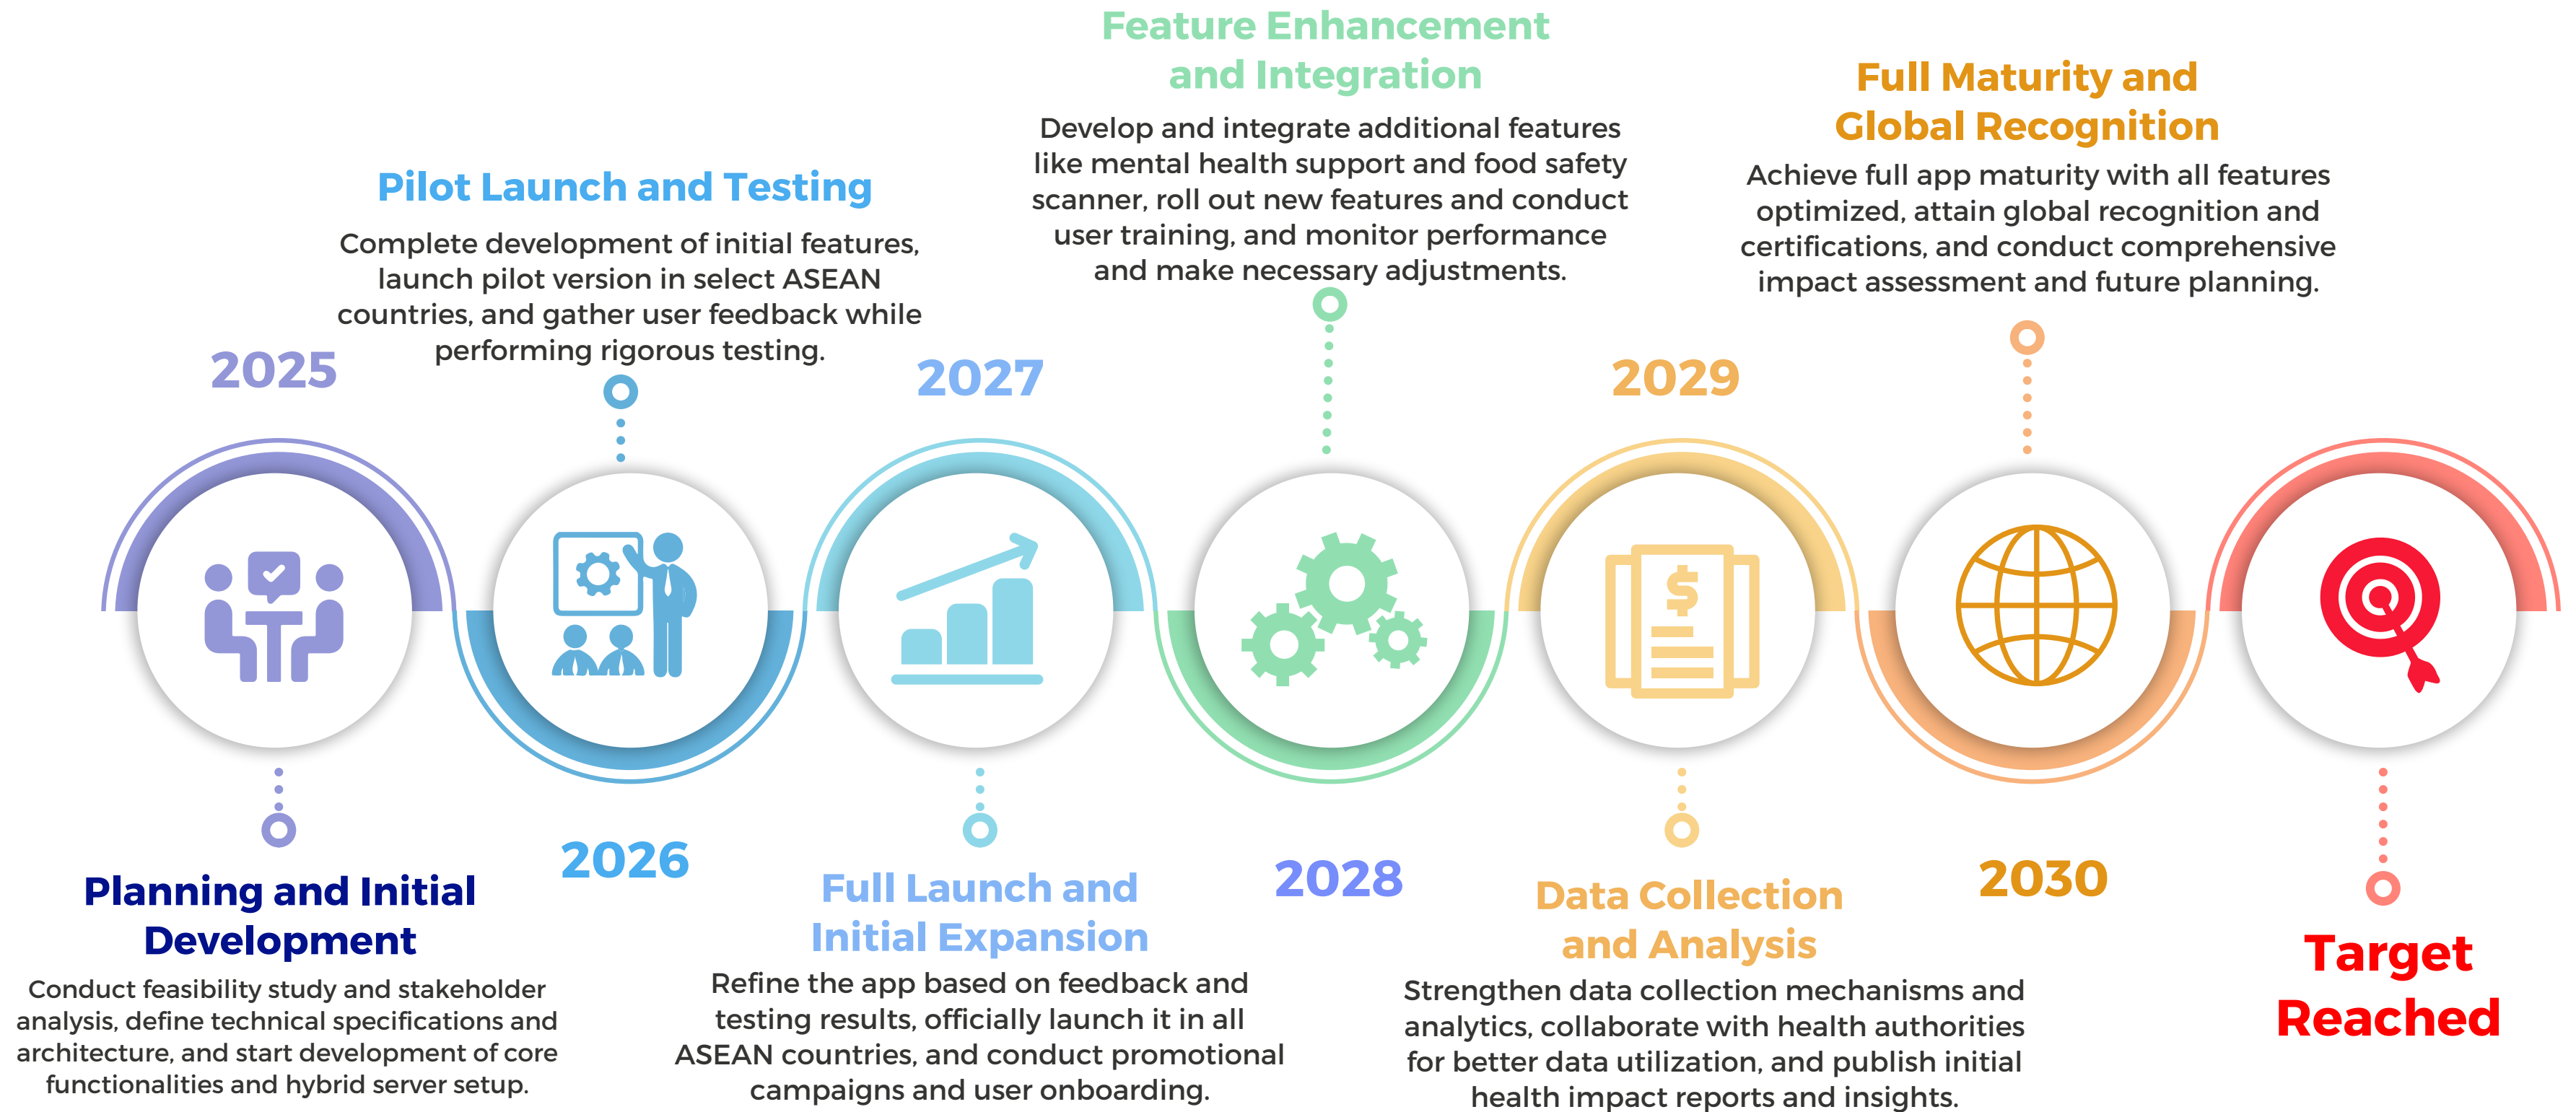 2025
Planning and Initial
Development
Conduct feasibility study and stakeholder
analysis, define technical specifications and
architecture, and start development of core
functionalities and hybrid server setup.
Pilot Launch and Testing
Complete development of initial features,
launch pilot version in select ASEAN
countries, and gather user feedback while
performing rigorous testing.
2026
2027
Full Launch and
Initial Expansion
Refine the app based on feedback and
testing results, officially launch it in all
ASEAN countries, and conduct promotional
campaigns and user onboarding.
Feature Enhancement
and Integration
Develop and integrate additional features
like mental health support and food safety
scanner, roll out new features and conduct
user training, and monitor performance
and make necessary adjustments.
2028
2029
$
Data Collection
and Analysis
Strengthen data collection mechanisms and
analytics, collaborate with health authorities
for better data utilization, and publish initial
health impact reports and insights.
Full Maturity and
Global Recognition
Achieve full app maturity with all features
optimized, attain global recognition and
certifications, and conduct comprehensive
impact assessment and future planning.
2030
Target
Reached